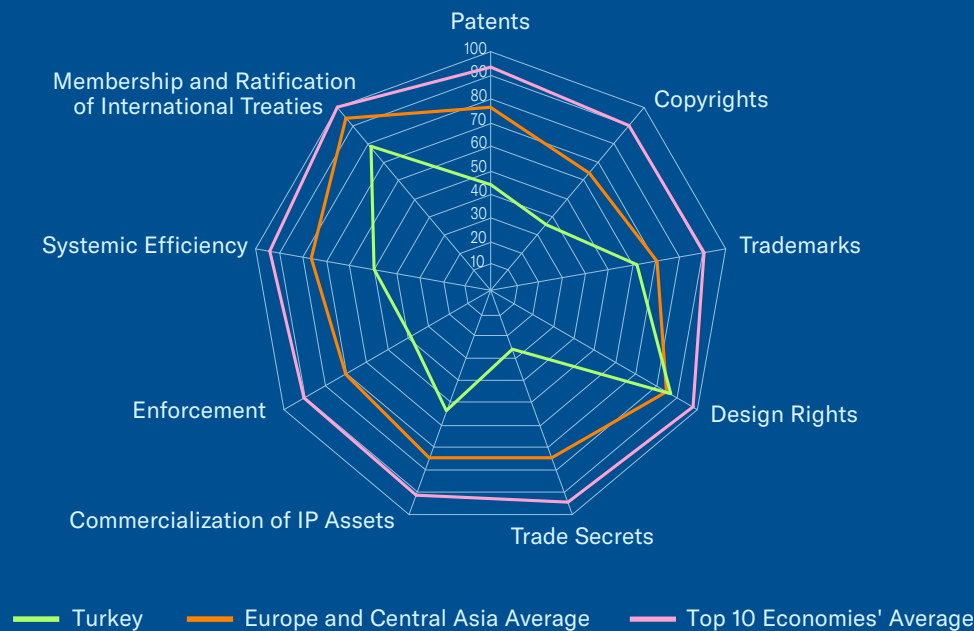 Patents
100
90
80
70
60
50
40
30
20
10
Membership and Ratification
of International Treaties
Copyrights
Systemic Efficiency
Trademarks
Enforcement
Design Rights
Commercialization of IP Assets
Trade Secrets
Turkey
Europe and Central Asia Average
Top 10 Economies' Average